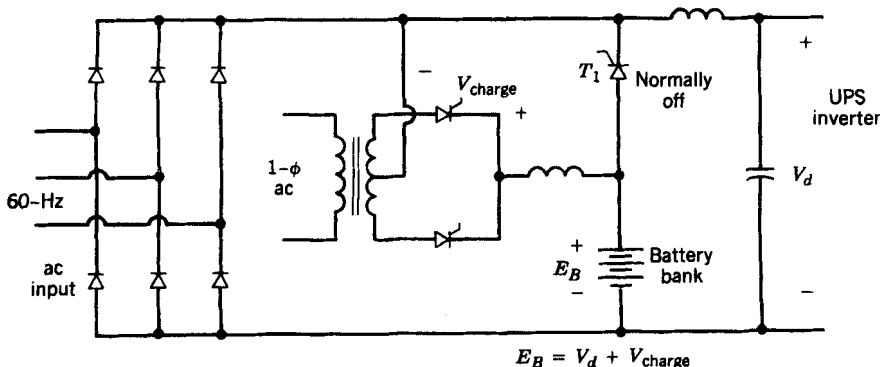 60-Hz
ac
input
1-ϕ
ac
−
V_charge
+
T_1
Normally
off
+
E_B
−
Battery
bank
+
UPS
inverter
V_d
−
E_B = V_d + V_charge